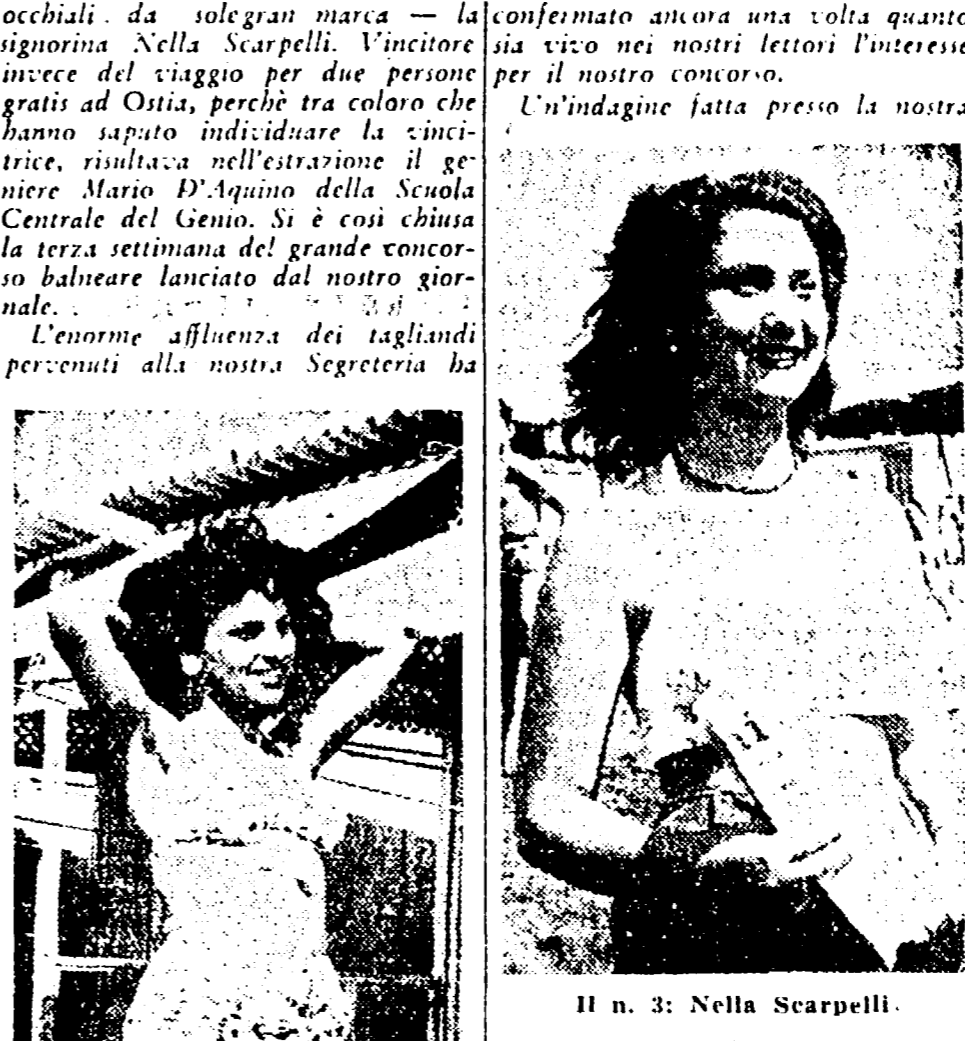 occhiali da sole gran marca — la
signorina Nella Scarpelli. Vincitore
invece del viaggio per due persone
gratis ad Ostia, perchè tra coloro che
hanno saputo individuare la vinci-
trice, risultava nell'estrazione il ge-
niere Mario D'Aquino della Scuola
Centrale del Genio. Si è così chiusa
la terza settimana del grande concor-
so balneare lanciato dal nostro gior-
nale.
L'enorme affluenza dei tagliandi
pervenuti alla nostra Segreteria ha
confermato ancora una volta quanto
sia vivo nei nostri lettori l'interesse
per il nostro concorso.
Un'indagine fatta presso la nostra
Il n. 3: Nella Scarpelli.